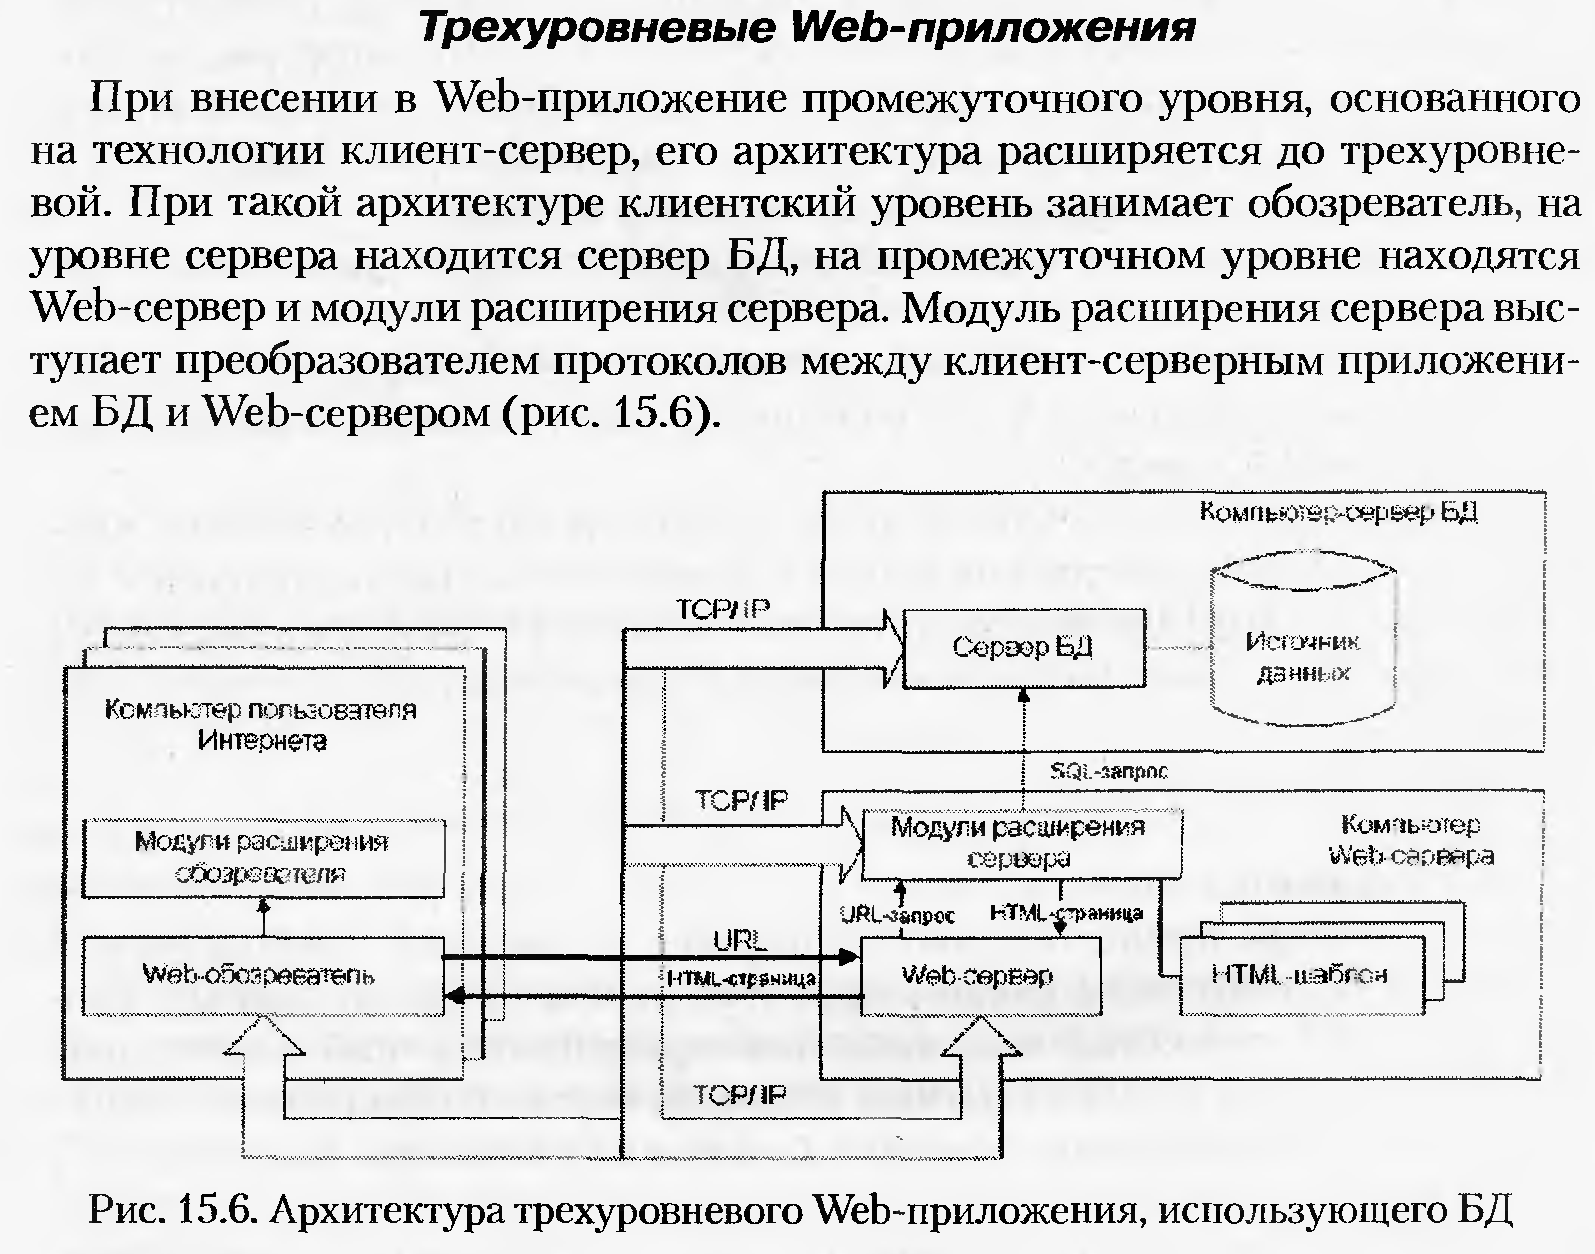 Трехуровневые Web-приложения
При внесении в Web-приложение промежуточного уровня, основанного
на технологии клиент-сервер, его архитектура расширяется до трехуровне-
вой. При такой архитектуре клиентский уровень занимает обозреватель, на
уровне сервера находится сервер БД, на промежуточном уровне находятся
Web-сервер и модули расширения сервера. Модуль расширения сервера выс-
тупает преобразователем протоколов между клиент-серверным приложени-
ем БД и Web-сервером (рис. 15.6).
Компьютер-сервер БД
TCP/IP
Сервер БД
Источник
данных
Компьютер пользователя
Интернета
SQL-запрос
TCP/IP
Модули расширения
сервера
Компьютер
Web-сервера
Модули расширения
обозревателя
URL-запрос
HTML-страница
URL
Web-обозреватель
HTML-страница
Web-сервер
HTML-шаблон
TCP/IP
Рис. 15.6. Архитектура трехуровневого Web-приложения, использующего БД